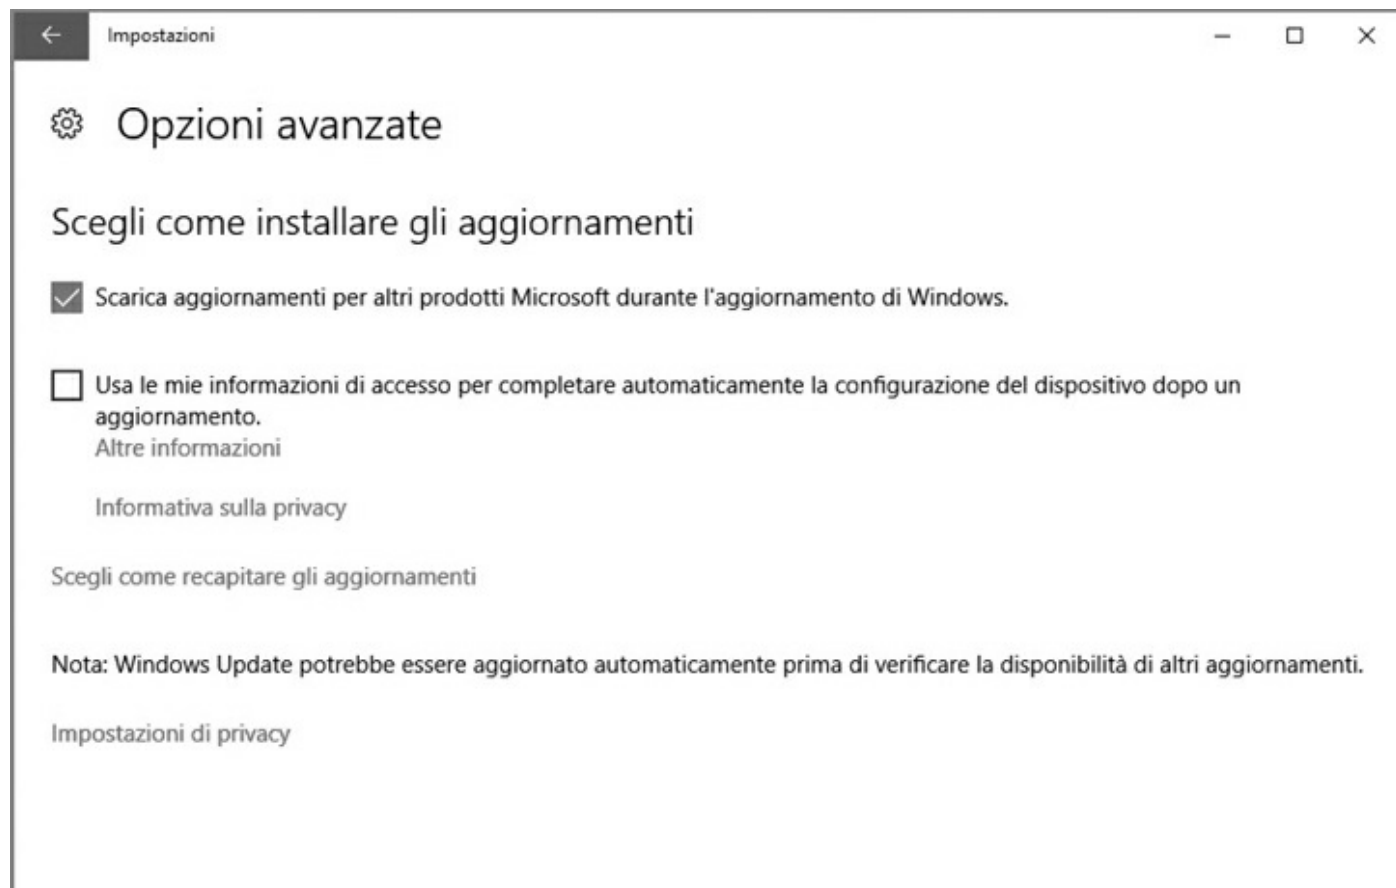 Impostazioni
Opzioni avanzate
Scegli come installare gli aggiornamenti
Scarica aggiornamenti per altri prodotti Microsoft durante l'aggiornamento di Windows.
Usa le mie informazioni di accesso per completare automaticamente la configurazione del dispositivo dopo un
aggiornamento.
Altre informazioni
Informativa sulla privacy
Scegli come recapitare gli aggiornamenti
Nota: Windows Update potrebbe essere aggiornato automaticamente prima di verificare la disponibilità di altri aggiornamenti.
Impostazioni di privacy